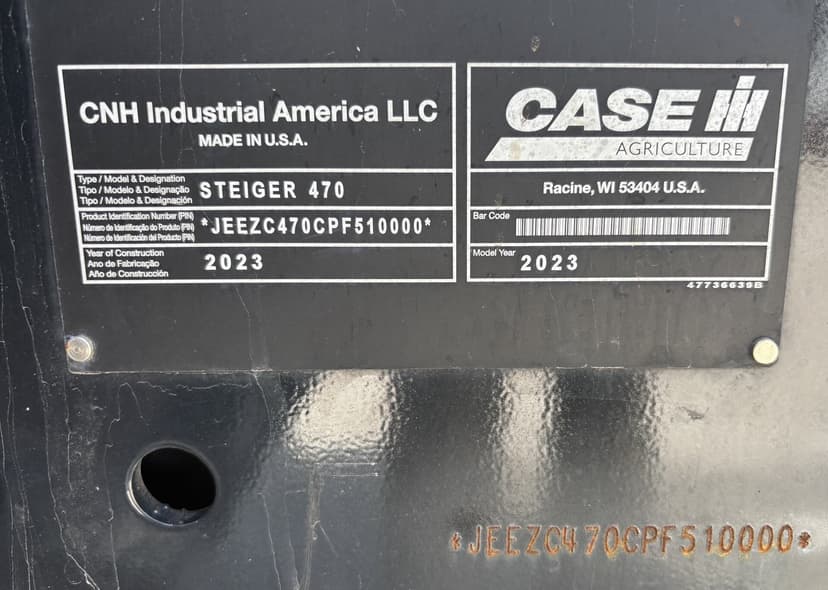 CNH Industrial America LLC
MADE IN U.S.A.
Type / Model & Designation
Tipo / Modelo & Designação
Tipo / Modelo & Designación
STEIGER 470
Product Identification Number (PIN)
Número de Identificação do Produto (PIN)
Número de Identificación del Producto (PIN)
*JEEZC470CPF510000*
Year of Construction
Ano de Fabricação
Año de Construcción
2023
CASE IH
AGRICULTURE
Racine, WI 53404 U.S.A.
Bar Code
Model Year
2023
47736639B
*JEEZC470CPF510000*